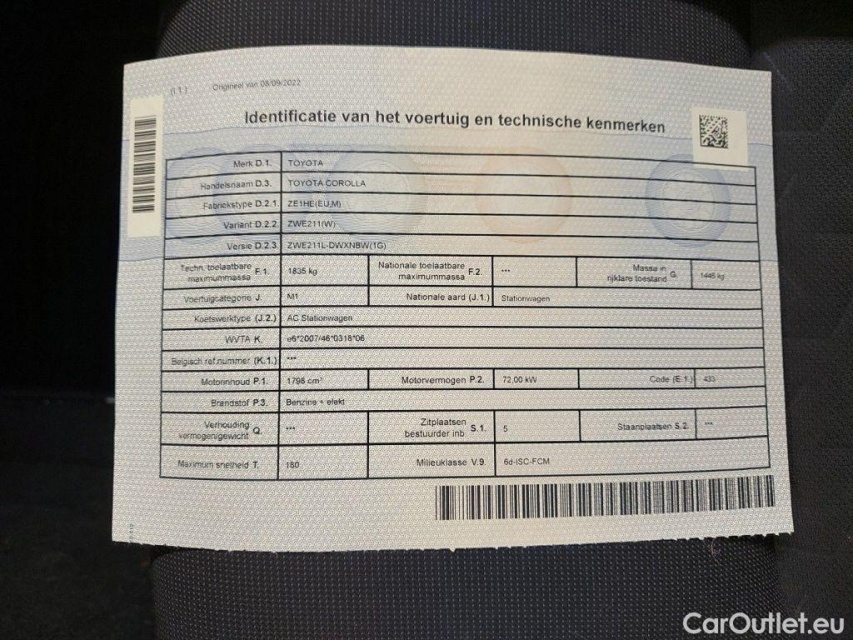 (I.1.) Origineel van 08/09/2022
Identificatie van het voertuig en technische kenmerken
Merk D.1. TOYOTA
Handelsnaam D.3. TOYOTA COROLLA
Fabriekstype D.2.1. ZE1HE(EU,M)
Variant D.2.2. ZWE211(W)
Versie D.2.3. ZWE211L-DWXNBW(1G)
Techn. toelaatbare maximummassa F.1. 1835 kg Nationale toelaatbare maximummassa F.2. --- Massa in rijklare toestand G. 1445 kg
Voertuigcategorie J. M1 Nationale aard (J.1.) Stationwagen
Koetswerktype (J.2.) AC Stationwagen
WVTA K. e6*2007/46*0318*06
Belgisch ref.nummer (K.1.) ---
Motorinhoud P.1. 1798 cm³ Motorvermogen P.2. 72,00 kW Code (E.1.) 433
Brandstof P.3. Benzine + elekt
Verhouding vermogen/gewicht Q. --- Zitplaatsen bestuurder inb S.1. 5 Staanplaatsen S.2. ---
Maximum snelheid T. 180 Milieuklasse V.9. 6d-ISC-FCM
CarOutlet.eu